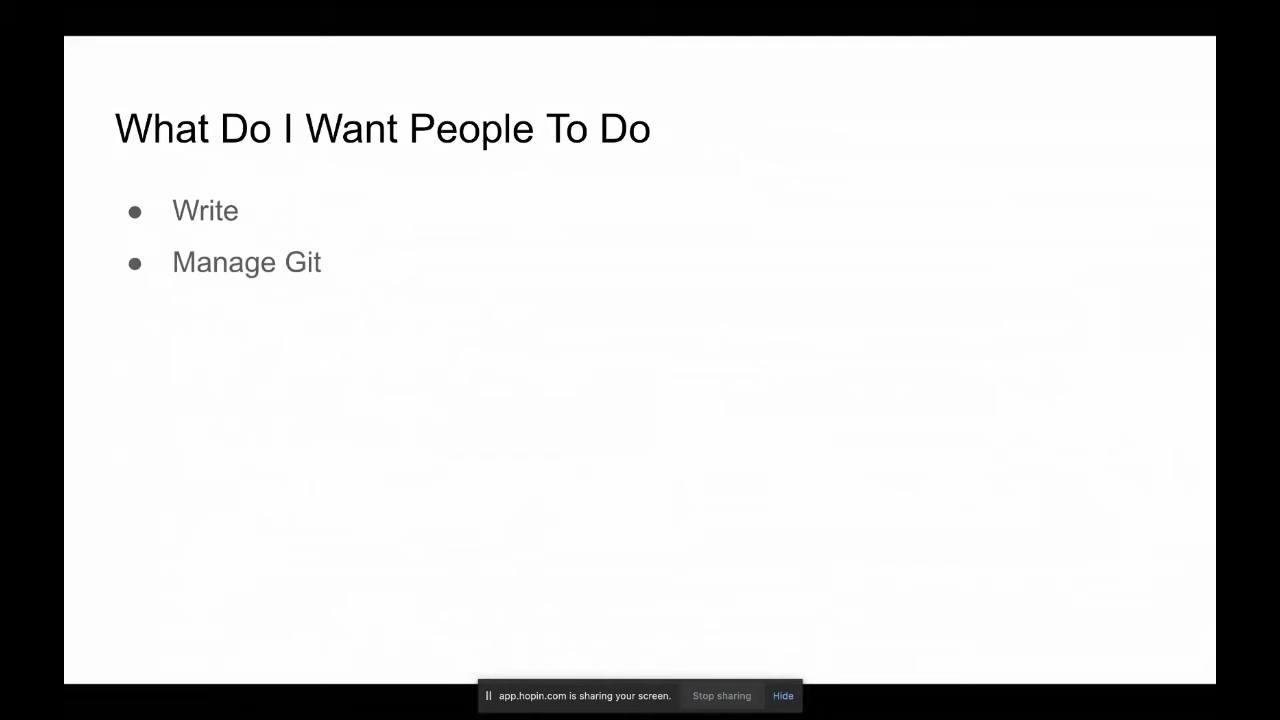 What Do I Want People To Do
● Write
● Manage Git
app.hopin.com is sharing your screen. Stop sharing Hide